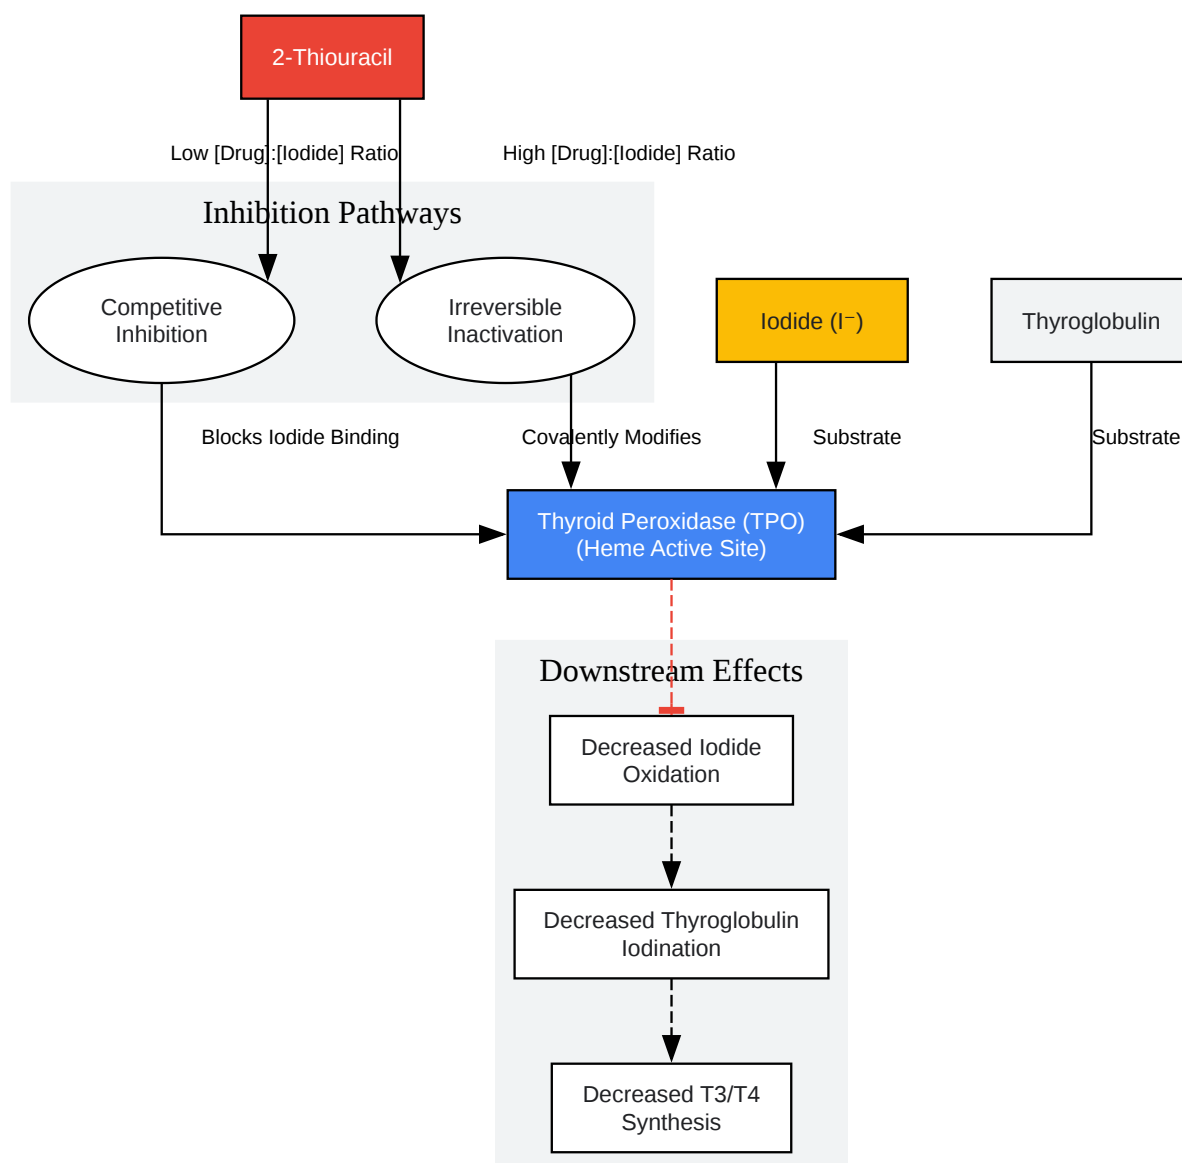 2-Thiouracil
Low [Drug]:[Iodide] Ratio
High [Drug]:[Iodide] Ratio
Inhibition Pathways
Competitive
Inhibition
Irreversible
Inactivation
Iodide (I⁻)
Thyroglobulin
Blocks Iodide Binding
Covalently Modifies
Substrate
Substrate
Thyroid Peroxidase (TPO)
(Heme Active Site)
Downstream Effects
Decreased Iodide
Oxidation
Decreased Thyroglobulin
Iodination
Decreased T3/T4
Synthesis